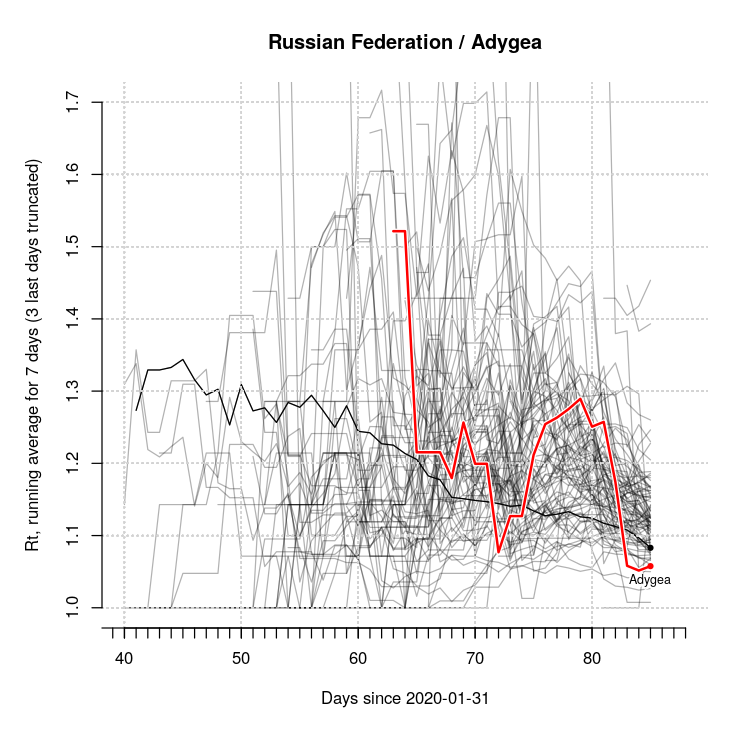 Russian Federation / Adygea
Rt, running average for 7 days (3 last days truncated)
1.7
1.6
1.5
1.4
1.3
1.2
1.1
1.0
Adygea
40 50 60 70 80
Days since 2020-01-31